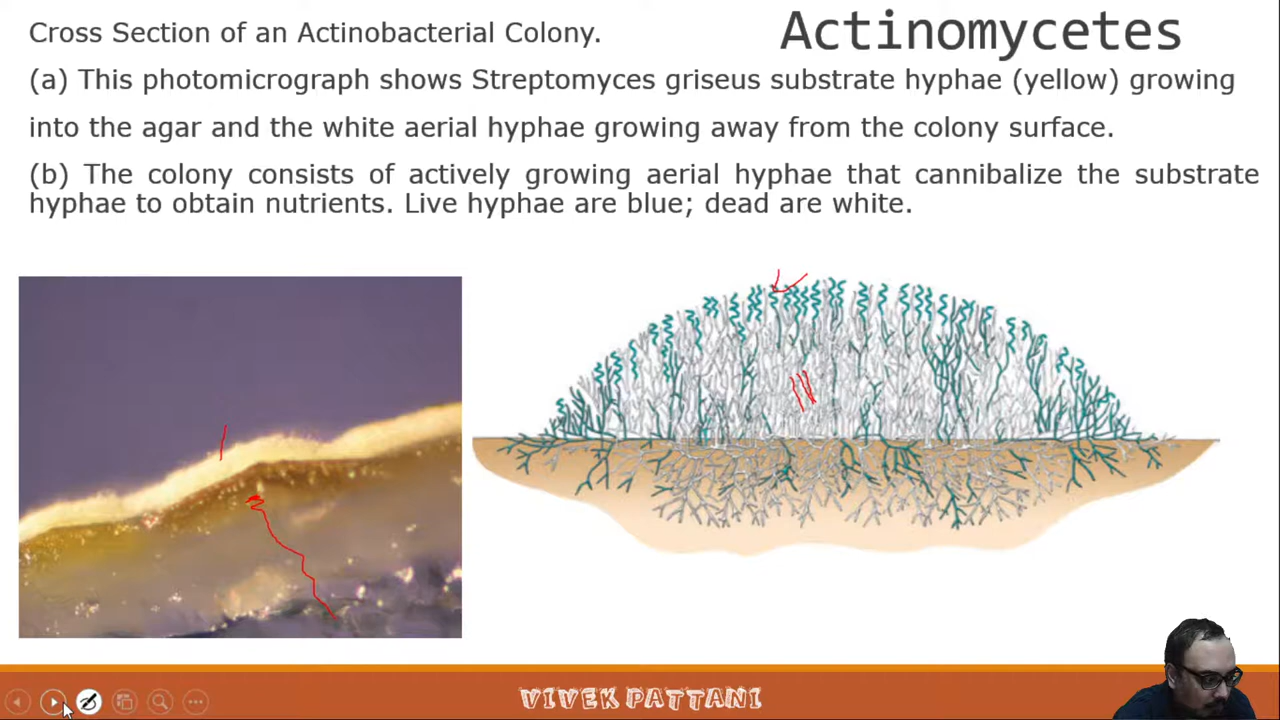 Actinomycetes
Cross Section of an Actinobacterial Colony.
(a) This photomicrograph shows Streptomyces griseus substrate hyphae (yellow) growing
into the agar and the white aerial hyphae growing away from the colony surface.
(b) The colony consists of actively growing aerial hyphae that cannibalize the substrate
hyphae to obtain nutrients. Live hyphae are blue; dead are white.
VIVEK PATTANI